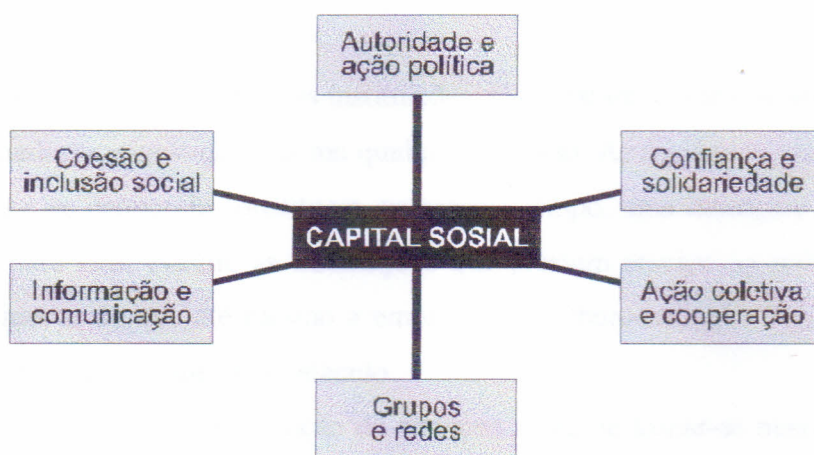 Autoridade e
ação política
Coesão e
inclusão social
Confiança e
solidariedade
CAPITAL SOSIAL
Informação e
comunicação
Ação coletiva
e cooperação
Grupos
e redes